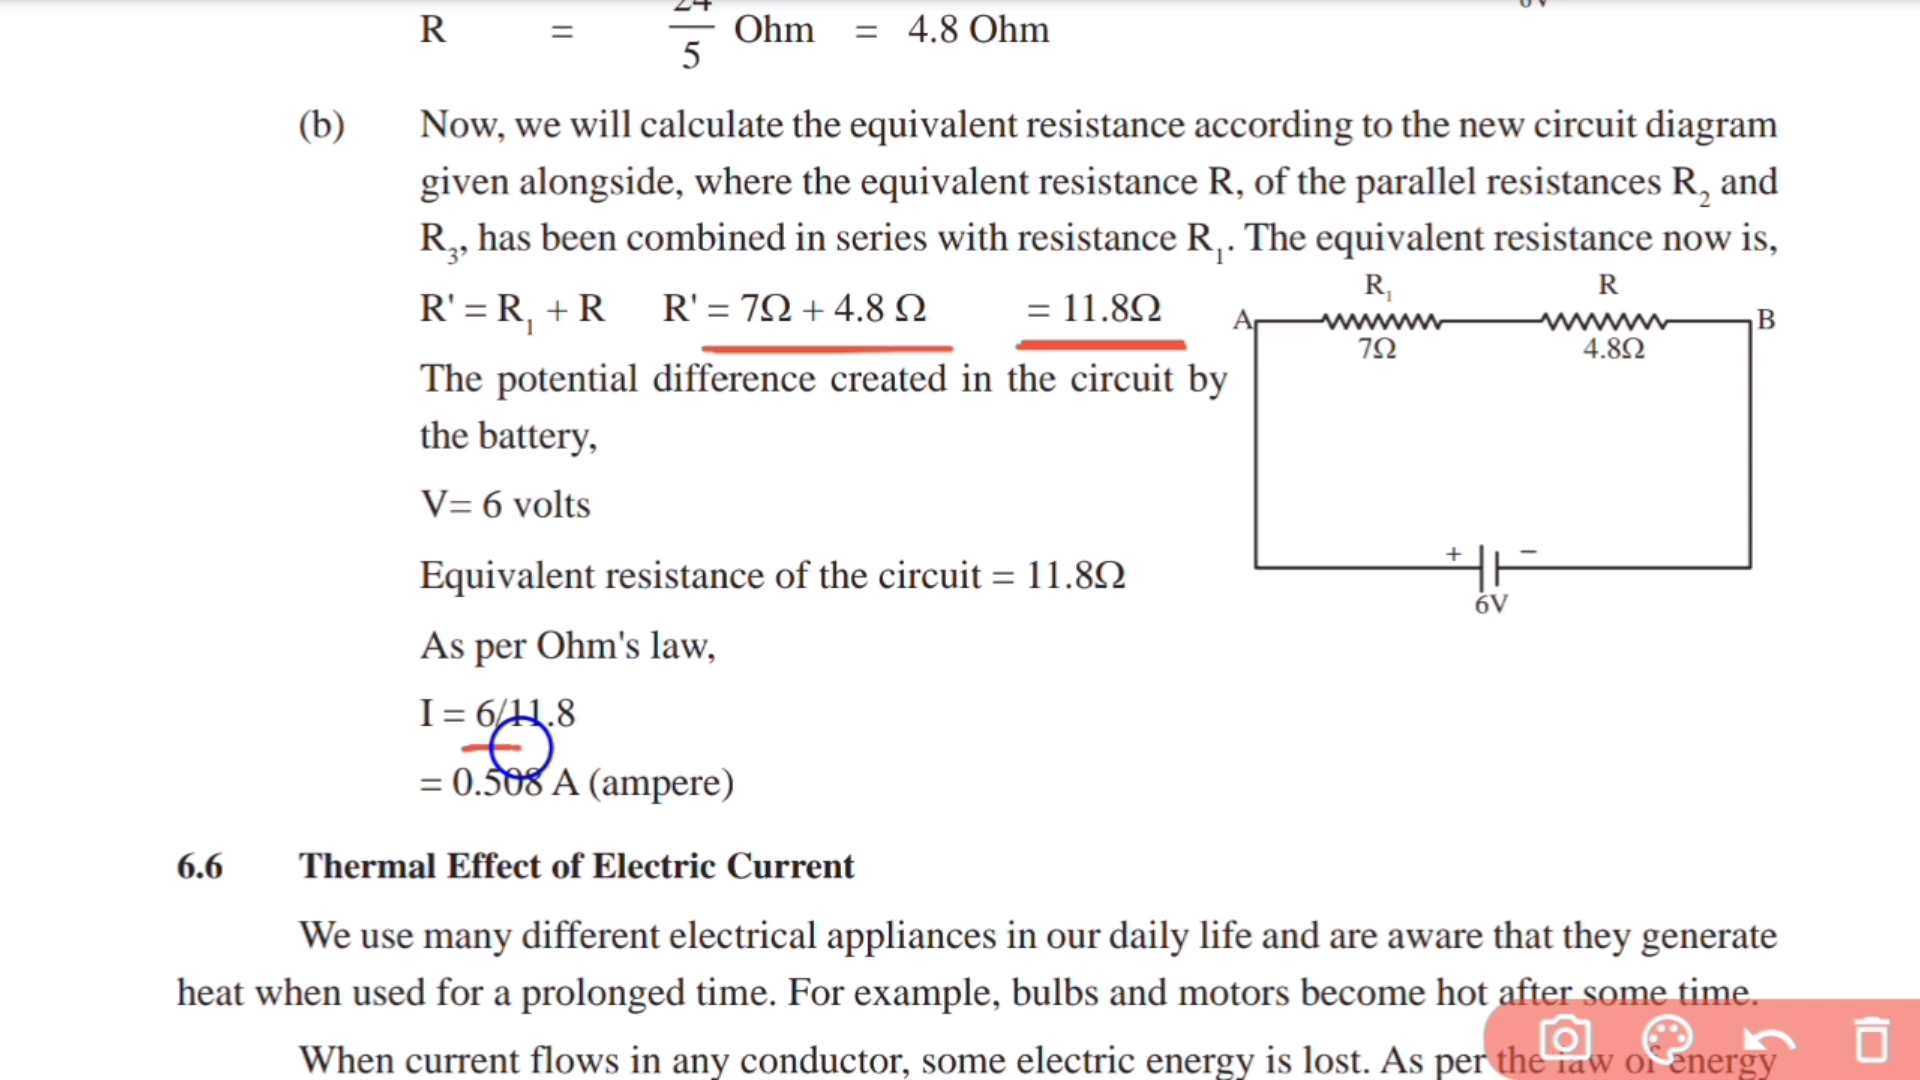 R = 24/5 Ohm = 4.8 Ohm
(b) Now, we will calculate the equivalent resistance according to the new circuit diagram
given alongside, where the equivalent resistance R, of the parallel resistances R₂ and
R₃, has been combined in series with resistance R₁. The equivalent resistance now is,
R' = R₁ + R R' = 7Ω + 4.8 Ω = 11.8Ω
The potential difference created in the circuit by
the battery,
V= 6 volts
Equivalent resistance of the circuit = 11.8Ω
As per Ohm's law,
I = 6/11.8
= 0.508 A (ampere)
R₁ R
A B
7Ω 4.8Ω
+ −
6V
6.6 Thermal Effect of Electric Current
We use many different electrical appliances in our daily life and are aware that they generate
heat when used for a prolonged time. For example, bulbs and motors become hot after some time.
When current flows in any conductor, some electric energy is lost. As per the law of energy